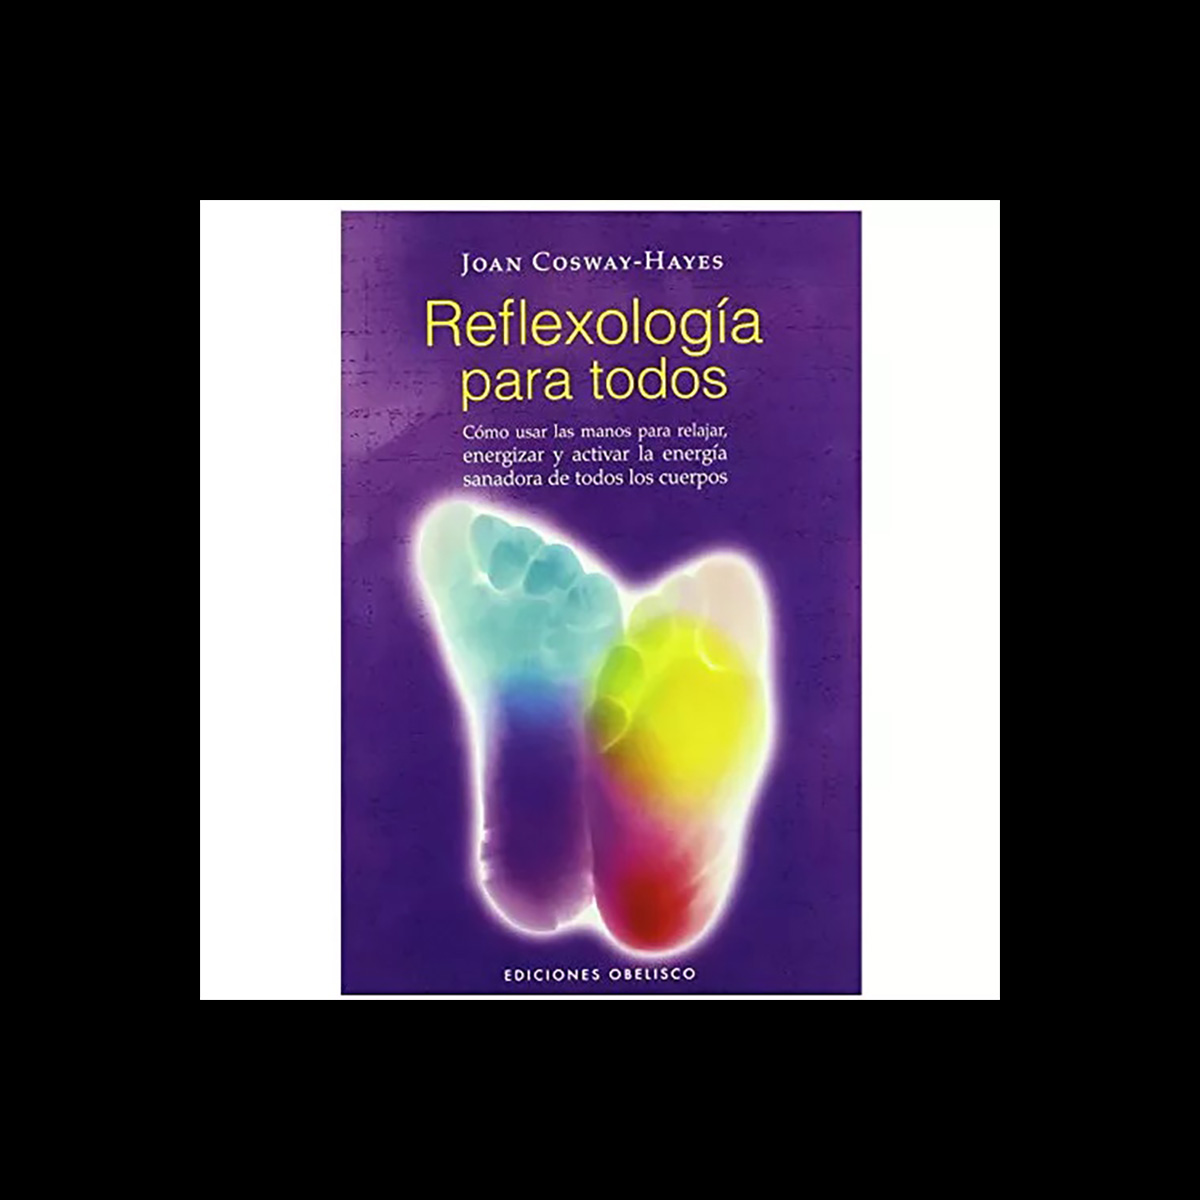 JOAN COSWAY-HAYES
Reflexología
para todos
Cómo usar las manos para relajar,
energizar y activar la energía
sanadora de todos los cuerpos
EDICIONES OBELISCO